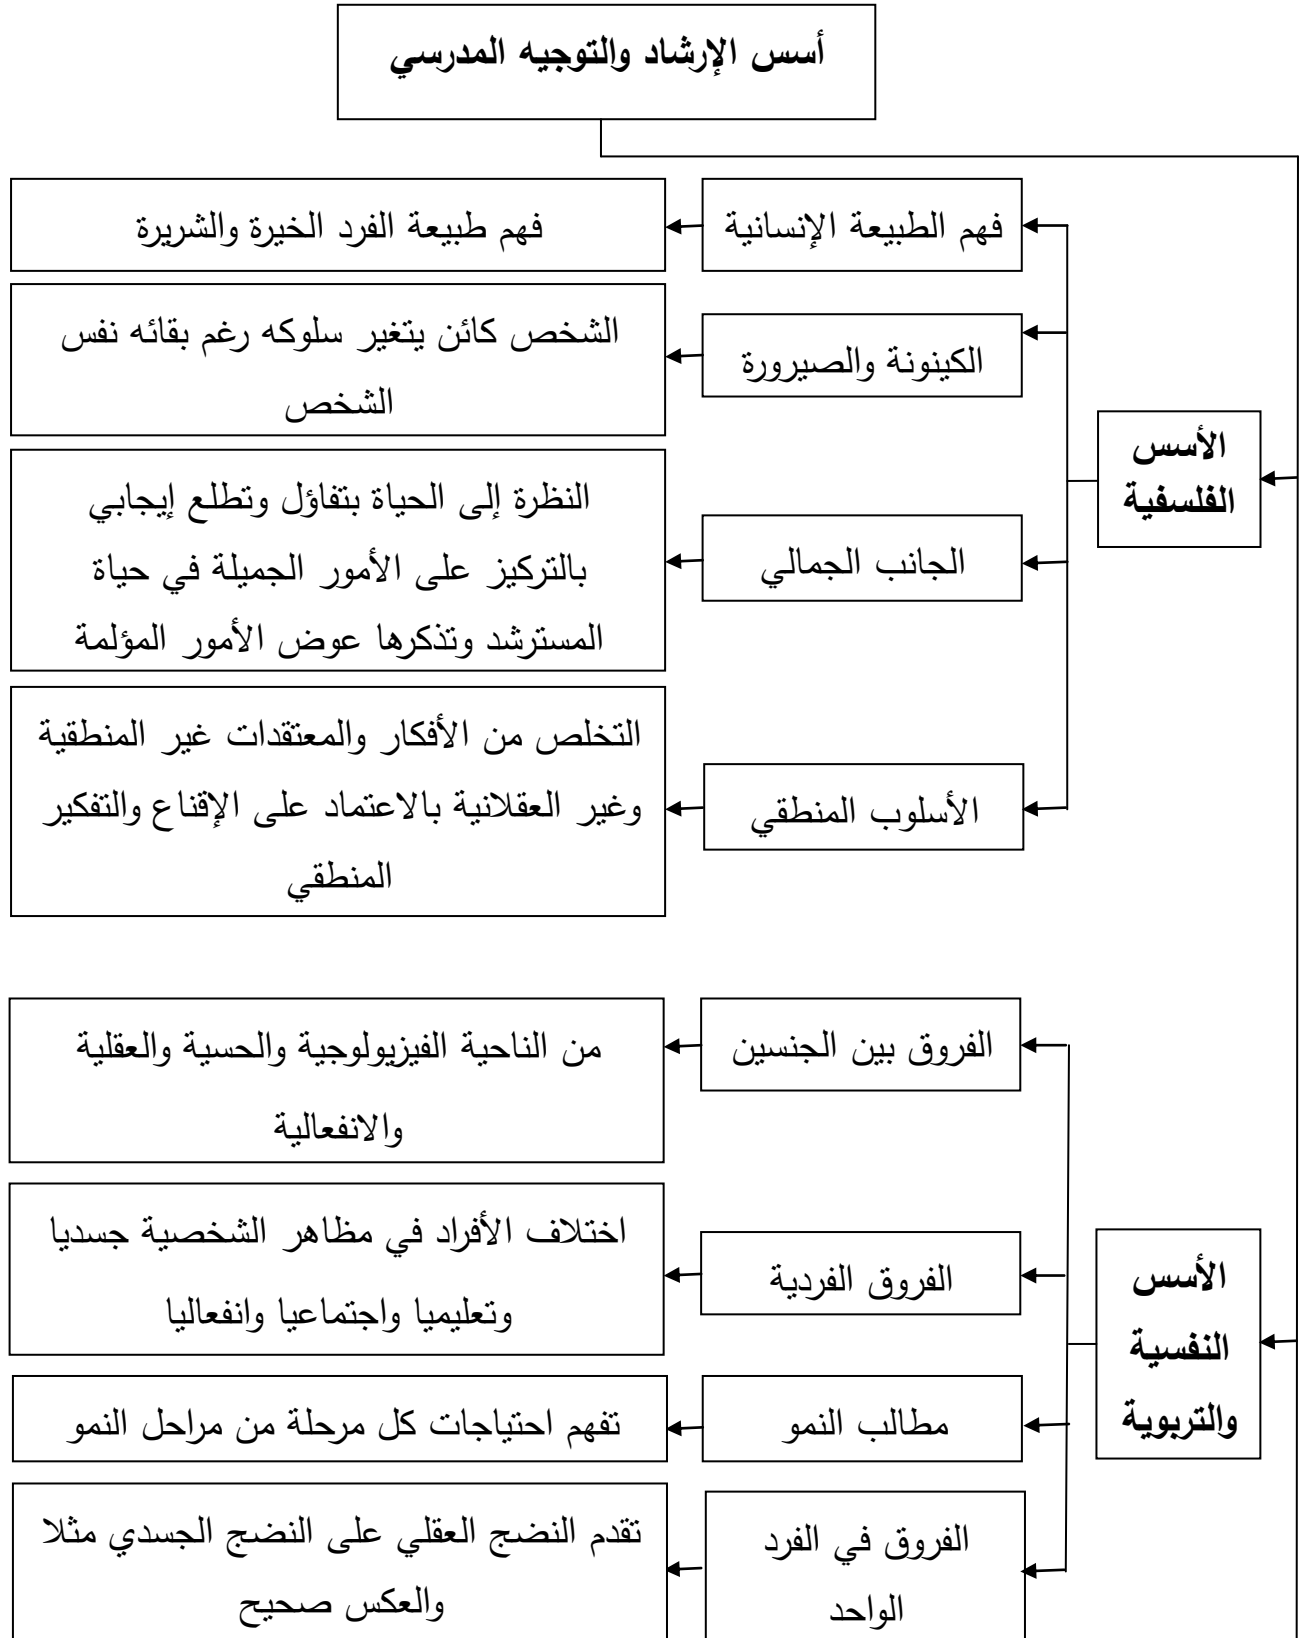 أسس الإرشاد والتوجيه المدرسي
الأسس
الفلسفية
فهم الطبيعة الإنسانية
فهم طبيعة الفرد الخيرة والشريرة
الكينونة والصيرورة
الشخص كائن يتغير سلوكه رغم بقائه نفس
الشخص
الجانب الجمالي
النظرة إلى الحياة بتفاؤل وتطلع إيجابي
بالتركيز على الأمور الجميلة في حياة
المسترشد وتذكرها عوض الأمور المؤلمة
الأسلوب المنطقي
التخلص من الأفكار والمعتقدات غير المنطقية
وغير العقلانية بالاعتماد على الإقناع والتفكير
المنطقي
الأسس
النفسية
والتربوية
الفروق بين الجنسين
من الناحية الفيزيولوجية والحسية والعقلية
والانفعالية
الفروق الفردية
اختلاف الأفراد في مظاهر الشخصية جسديا
وتعليميا واجتماعيا وانفعاليا
مطالب النمو
تفهم احتياجات كل مرحلة من مراحل النمو
الفروق في الفرد
الواحد
تقدم النضج العقلي على النضج الجسدي مثلا
والعكس صحيح